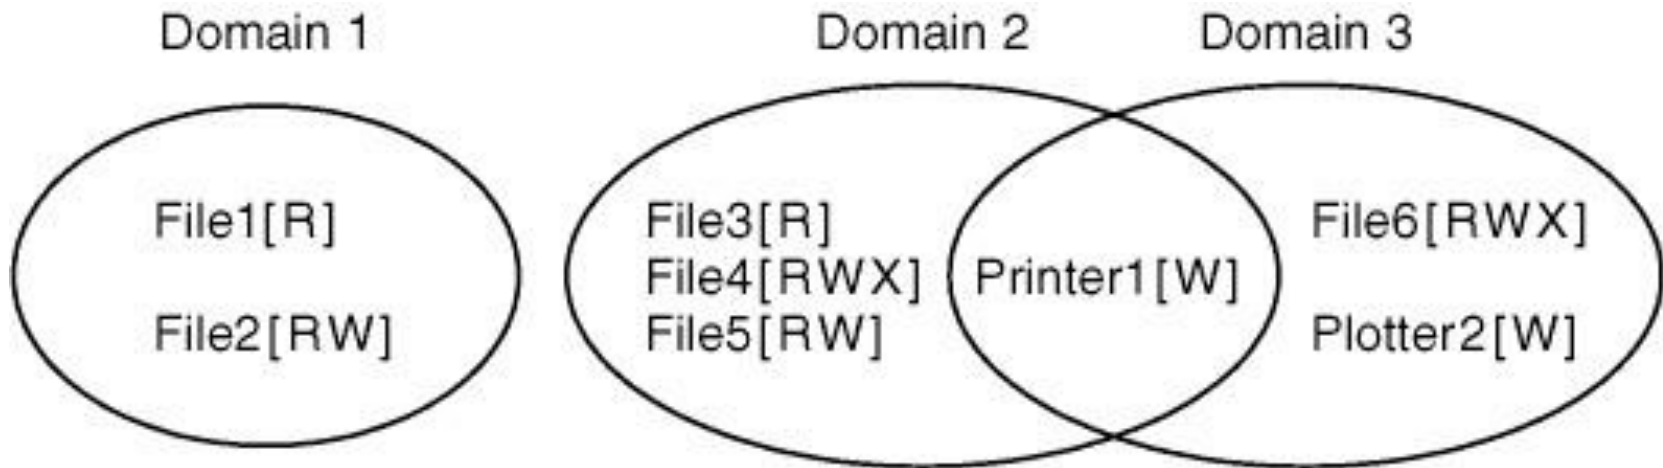 Domain 1
Domain 2
Domain 3
File1[R]
File2[RW]
File3[R]
File4[RWX]
File5[RW]
Printer1[W]
File6[RWX]
Plotter2[W]